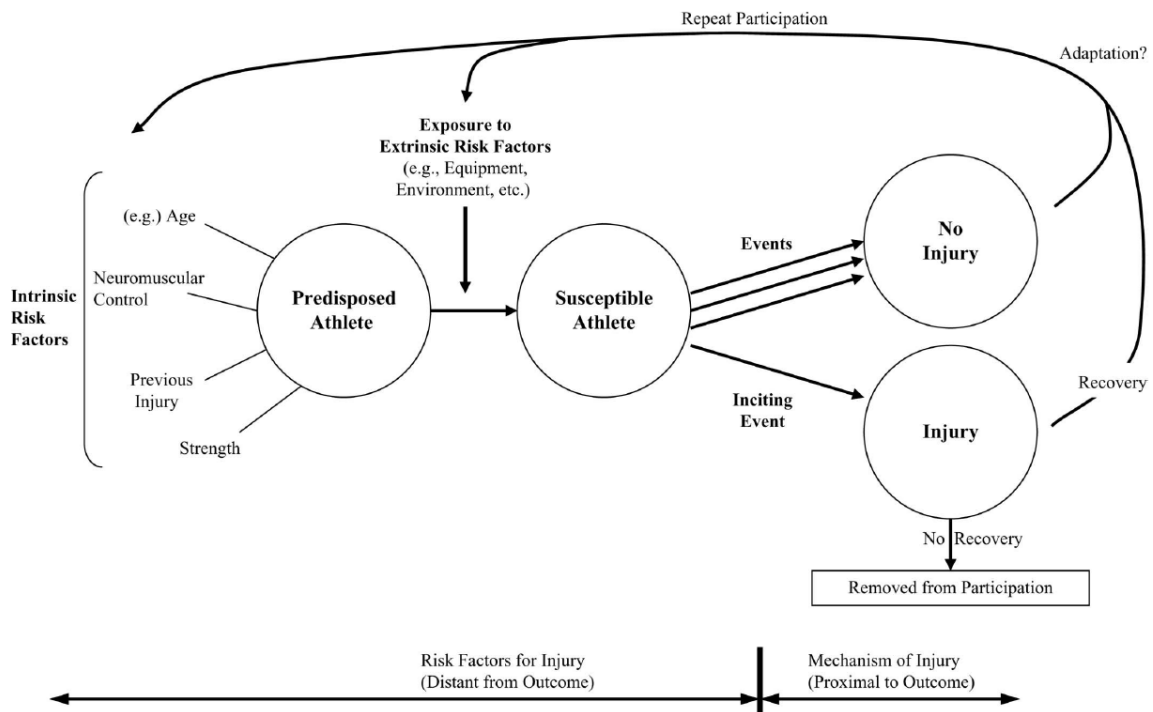 Repeat Participation
Adaptation?
Exposure to
Extrinsic Risk Factors
(e.g., Equipment,
Environment, etc.)
Intrinsic
Risk
Factors
(e.g.) Age
Neuromuscular
Control
Previous
Injury
Strength
Predisposed
Athlete
Susceptible
Athlete
Events
Inciting
Event
No
Injury
Injury
Recovery
No Recovery
Removed from Participation
Risk Factors for Injury
(Distant from Outcome)
Mechanism of Injury
(Proximal to Outcome)